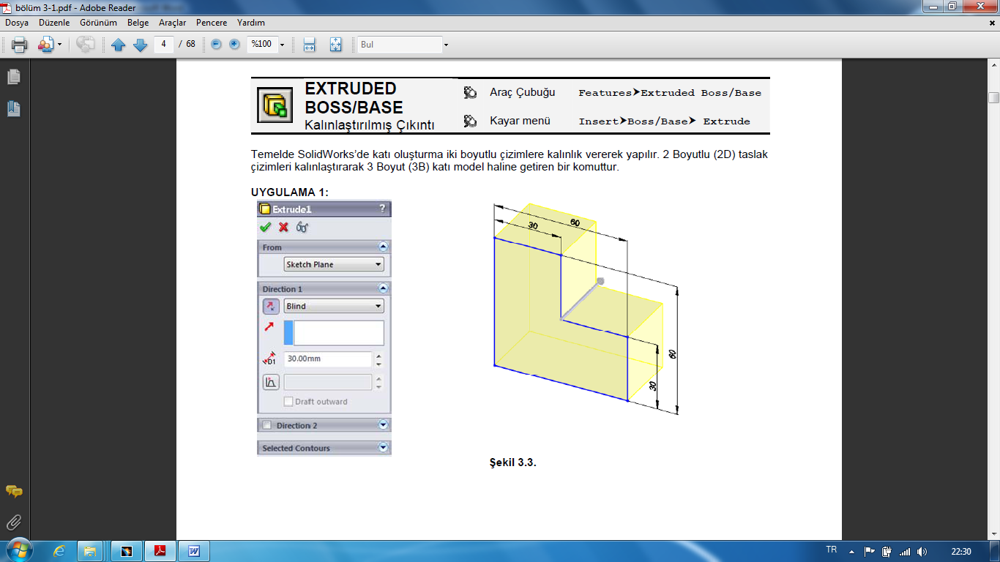 bölüm 3-1.pdf - Adobe Reader
Dosya Düzenle Görünüm Belge Araçlar Pencere Yardım
4 / 68 %100 Bul
EXTRUDED
BOSS/BASE
Kalınlaştırılmış Çıkıntı
Araç Çubuğu Features➤Extruded Boss/Base
Kayar menü Insert➤Boss/Base➤ Extrude
Temelde SolidWorks’de katı oluşturma iki boyutlu çizimlere kalınlık vererek yapılır. 2 Boyutlu (2D) taslak
çizimleri kalınlaştırarak 3 Boyut (3B) katı model haline getiren bir komuttur.
UYGULAMA 1:
Extrude1 ?
From
Sketch Plane
Direction 1
Blind
D1 30.00mm
Draft outward
Direction 2
Selected Contours
60
30
60
30
Şekil 3.3.
TR 22:30